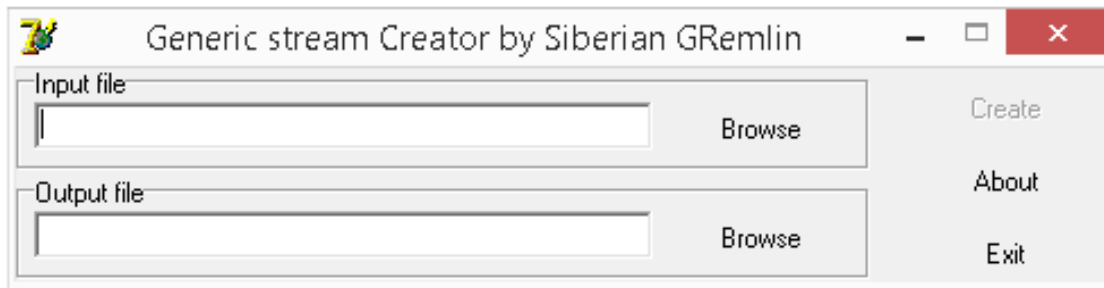 Generic stream Creator by Siberian GRemlin
Input file
Browse
Create
Output file
Browse
About
Exit